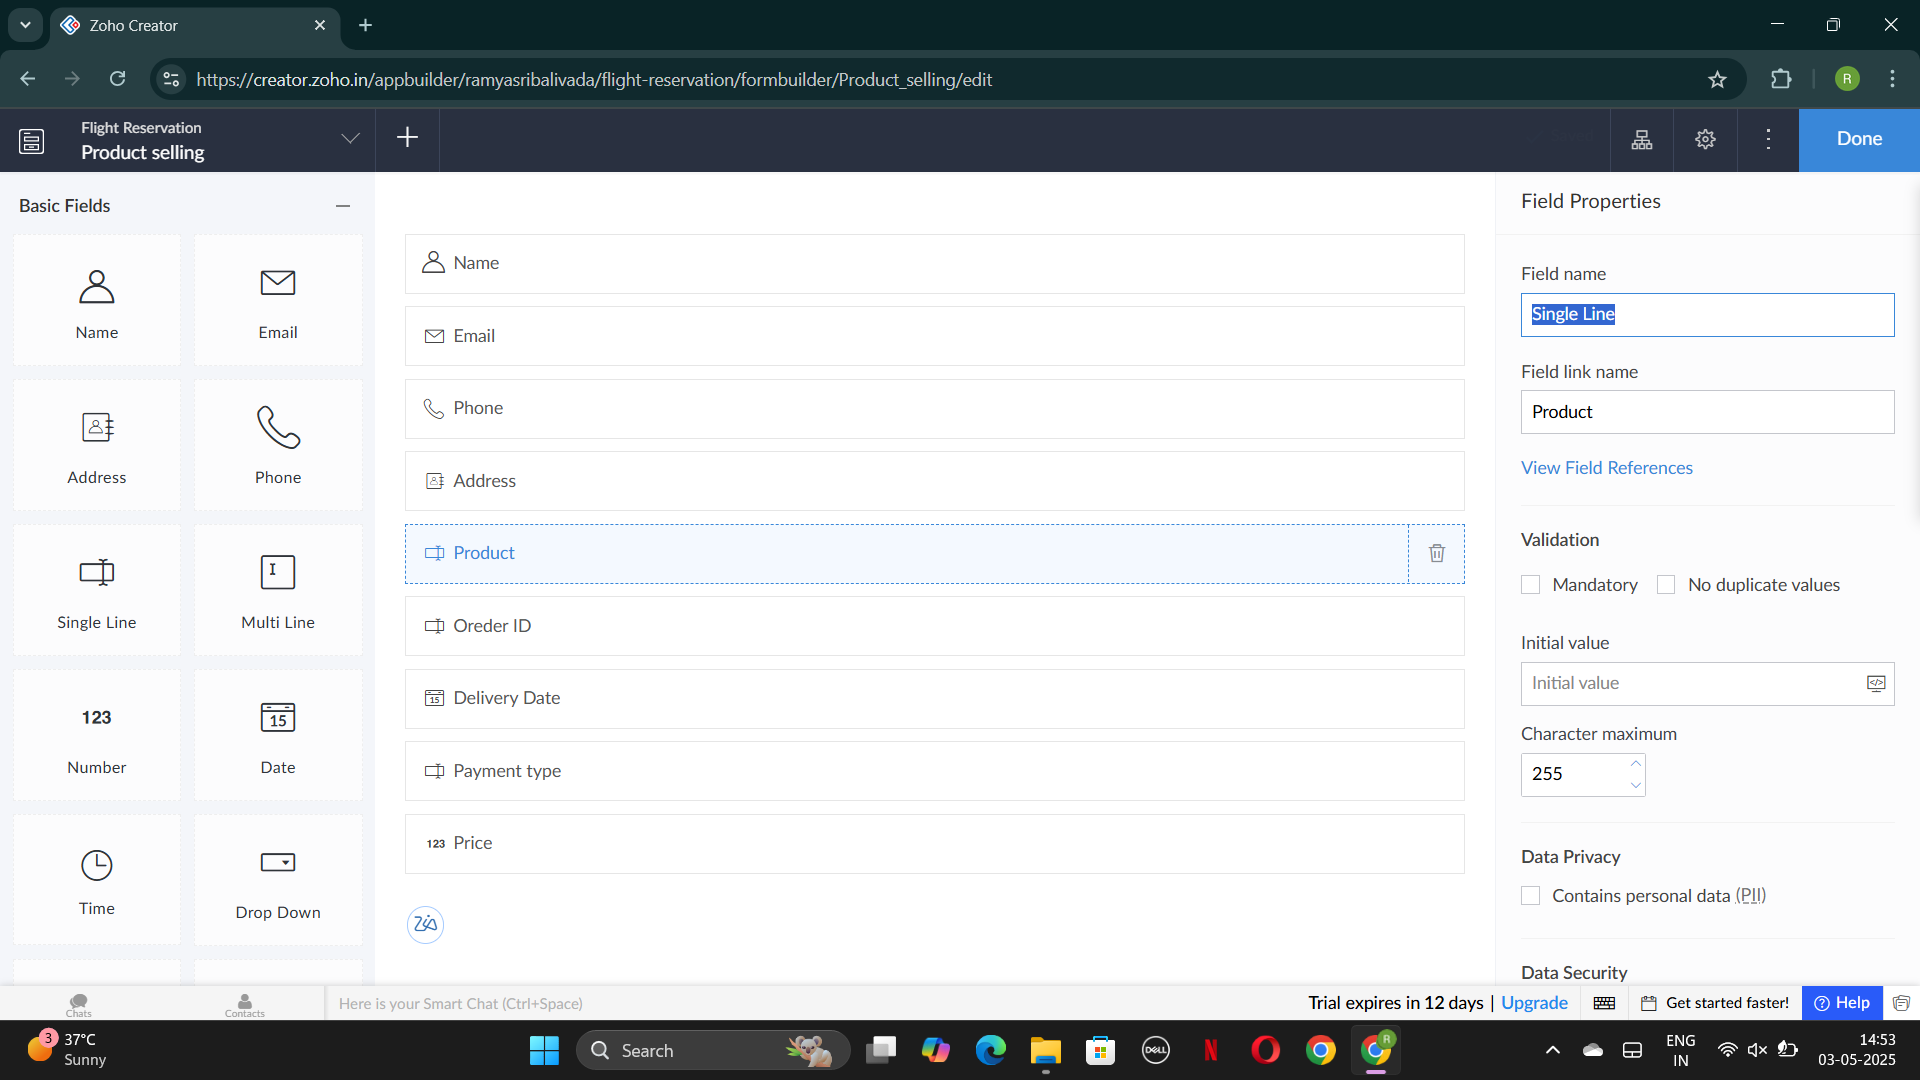 Zoho Creator
https://creator.zoho.in/appbuilder/ramyasribalivada/flight-reservation/formbuilder/Product_selling/edit
R
Flight Reservation
Product selling
Done
Basic Fields
Name
Email
Address
Phone
Single Line
Multi Line
123
Number
15
Date
Time
Drop Down
Name
Email
Phone
Address
Product
Oreder ID
15 Delivery Date
Payment type
123 Price
Zia
Field Properties
Field name
Single Line
Field link name
Product
View Field References
Validation
Mandatory
No duplicate values
Initial value
Initial value
Character maximum
255
Data Privacy
Contains personal data (PII)
Data Security
Chats
Contacts
Here is your Smart Chat (Ctrl+Space)
Trial expires in 12 days | Upgrade
Get started faster!
Help
3
37°C
Sunny
Search
DELL
N
R
ENG
IN
14:53
03-05-2025